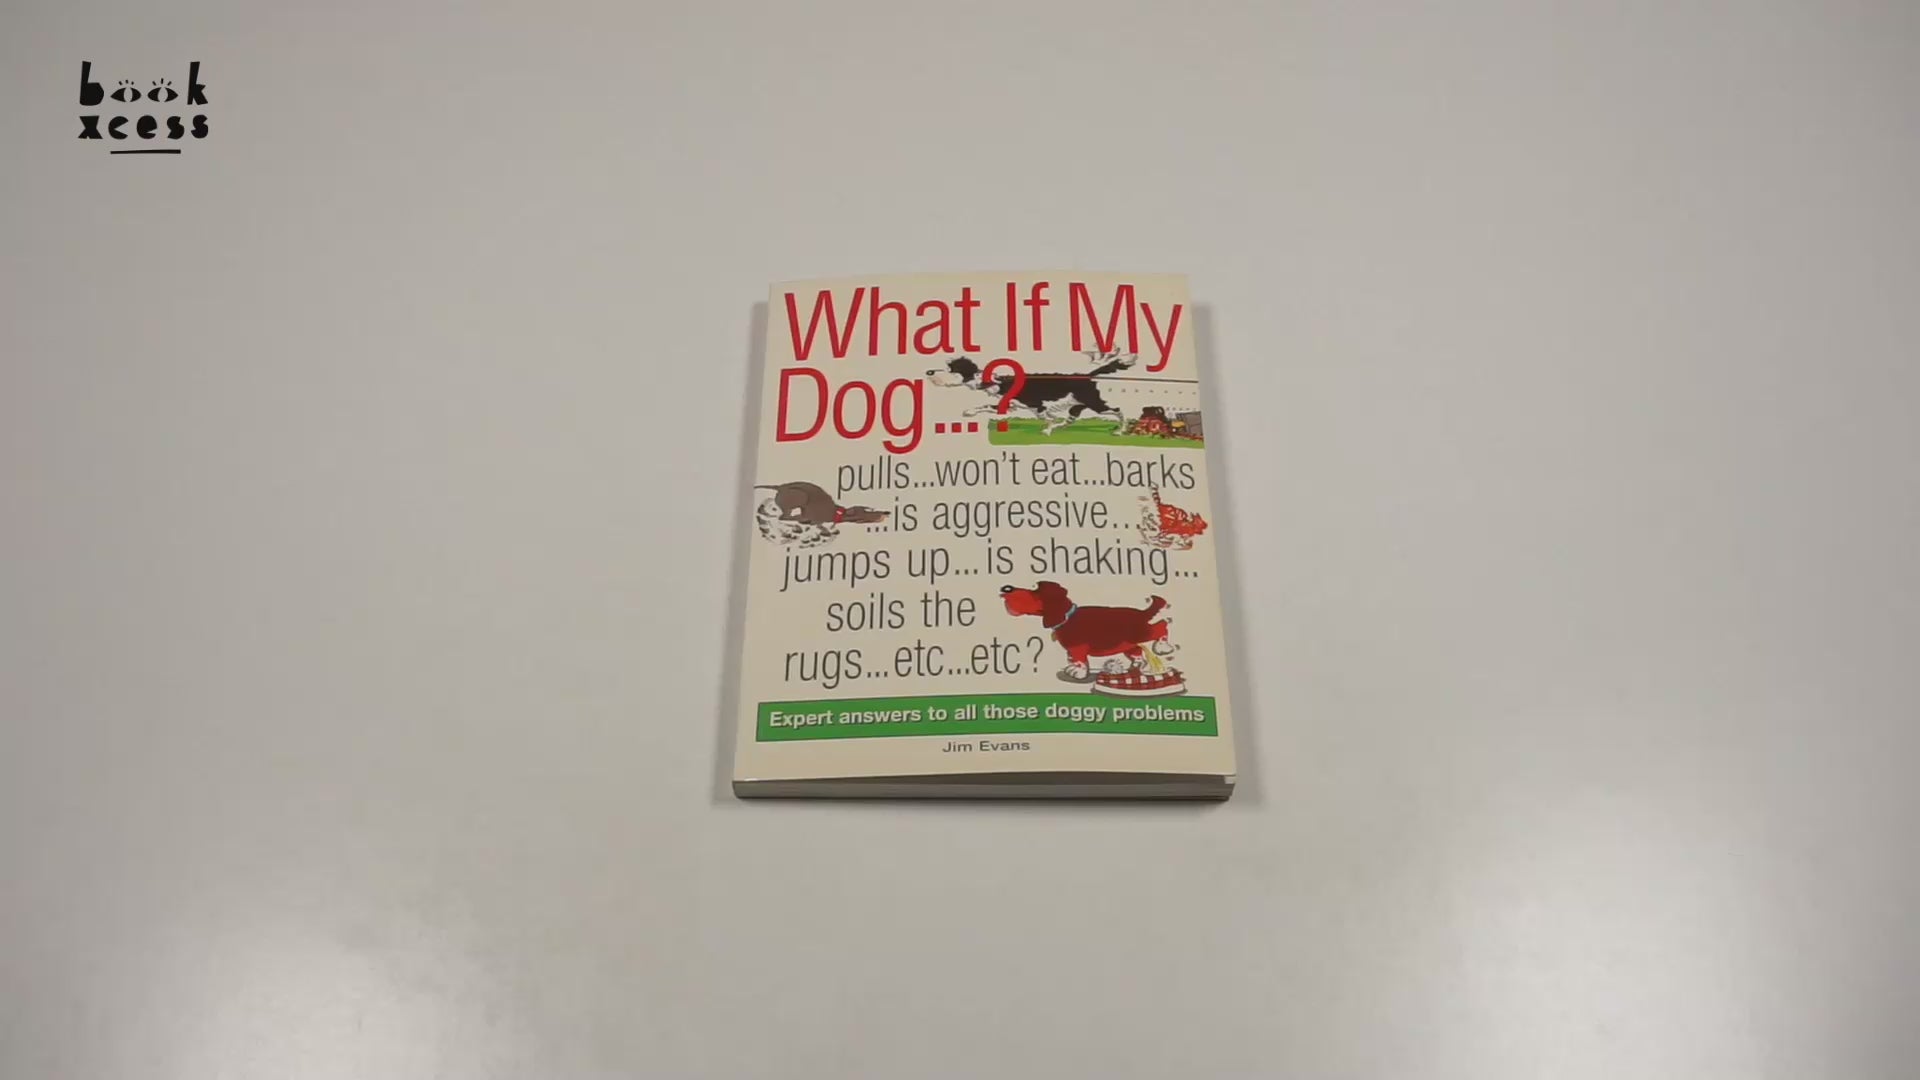 book
xcess
What If My
Dog...?
pulls...won't eat...barks
...is aggressive...
jumps up...is shaking...
soils the
rugs...etc...etc?
Expert answers to all those doggy problems
Jim Evans